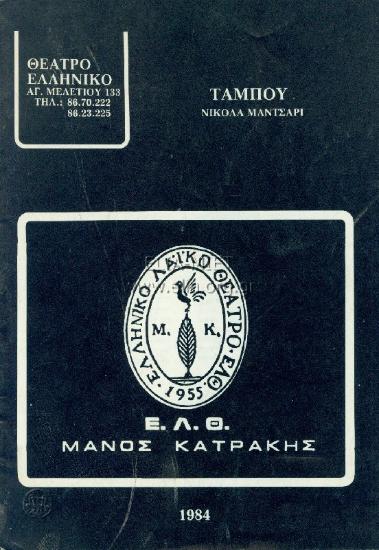 ΘΕΑΤΡΟ
ΕΛΛΗΝΙΚΟ
ΑΓ. ΜΕΛΕΤΙΟΥ 133
ΤΗΛ.: 86.70.222
86.23.225
ΤΑΜΠΟΥ
ΝΙΚΟΛΑ ΜΑΝΤΣΑΡΙ
ΕΛΛΗΝΙΚΟ ΛΑΪΚΟ ΘΕΑΤΡΟ · ΕΛΘ.
Μ. Κ.
1955
Ε.Λ.Θ.
ΜΑΝΟΣ ΚΑΤΡΑΚΗΣ
1984